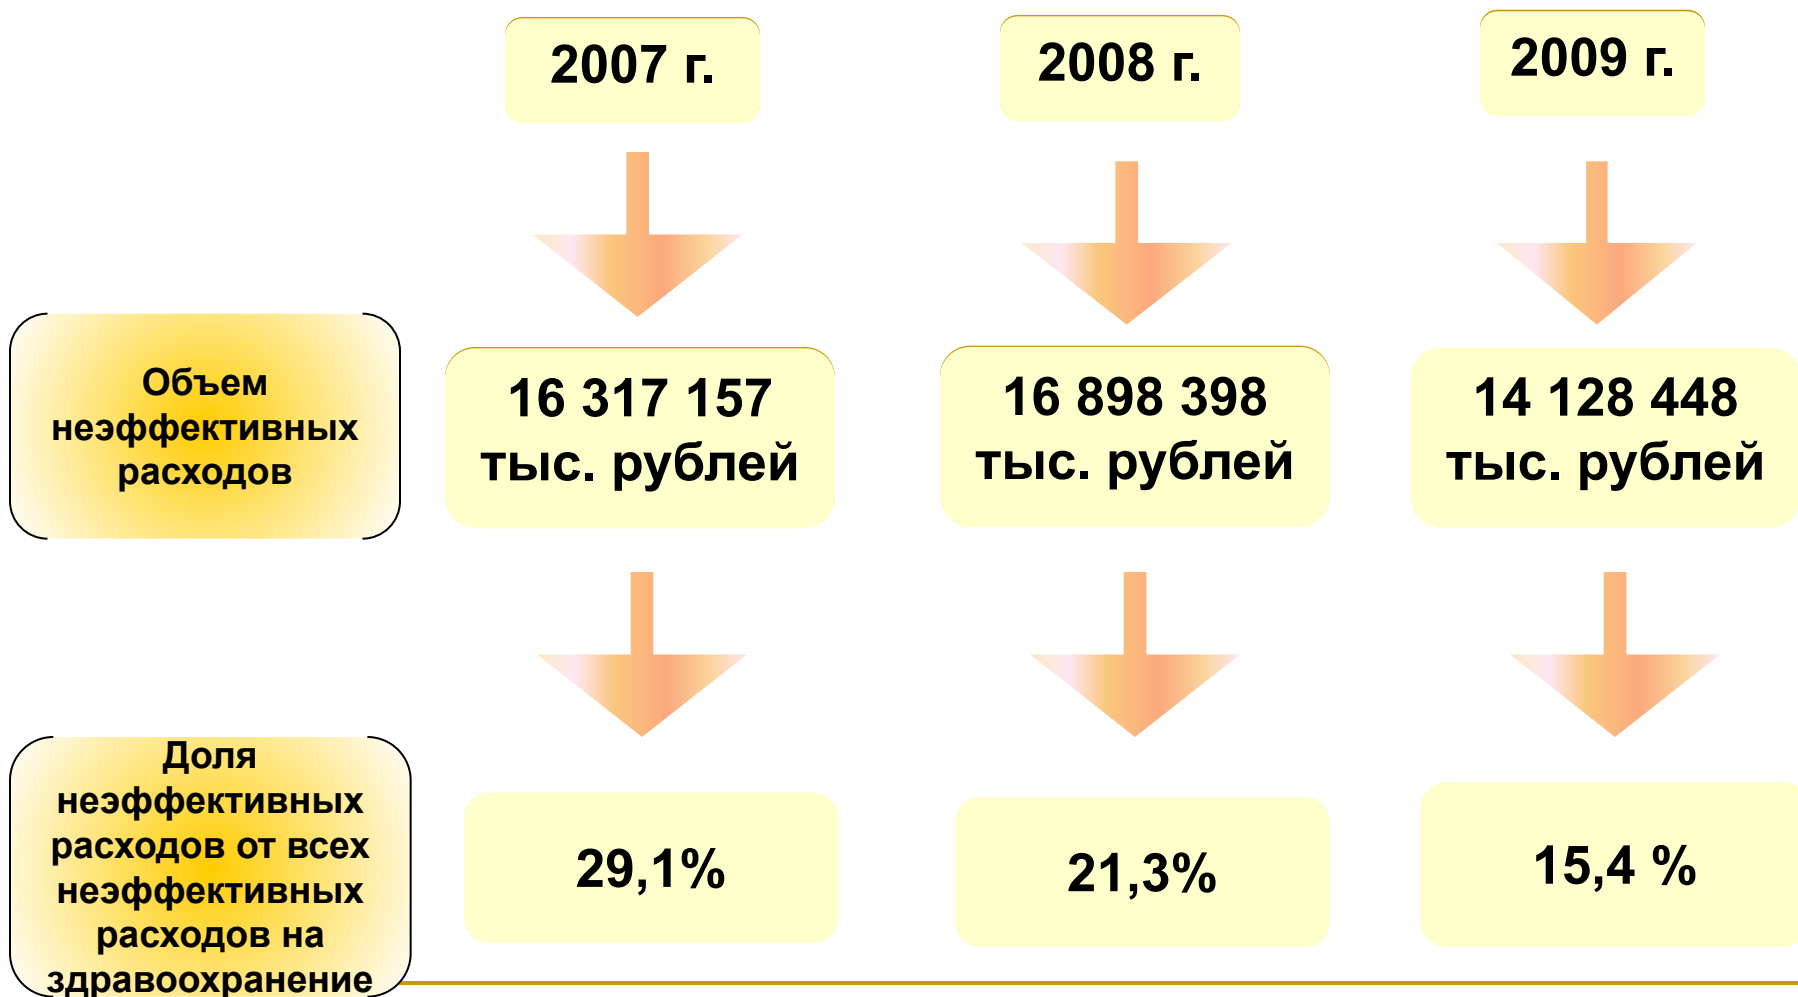 2007 г.
2008 г.
2009 г.
Объем
неэффективных
расходов
16 317 157
тыс. рублей
16 898 398
тыс. рублей
14 128 448
тыс. рублей
Доля
неэффективных
расходов от всех
неэффективных
расходов на
здравоохранение
29,1%
21,3%
15,4 %